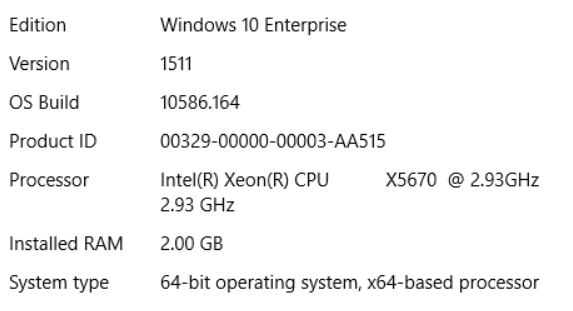 Edition Windows 10 Enterprise
Version 1511
OS Build 10586.164
Product ID 00329-00000-00003-AA515
Processor Intel(R) Xeon(R) CPU X5670 @ 2.93GHz
2.93 GHz
Installed RAM 2.00 GB
System type 64-bit operating system, x64-based processor